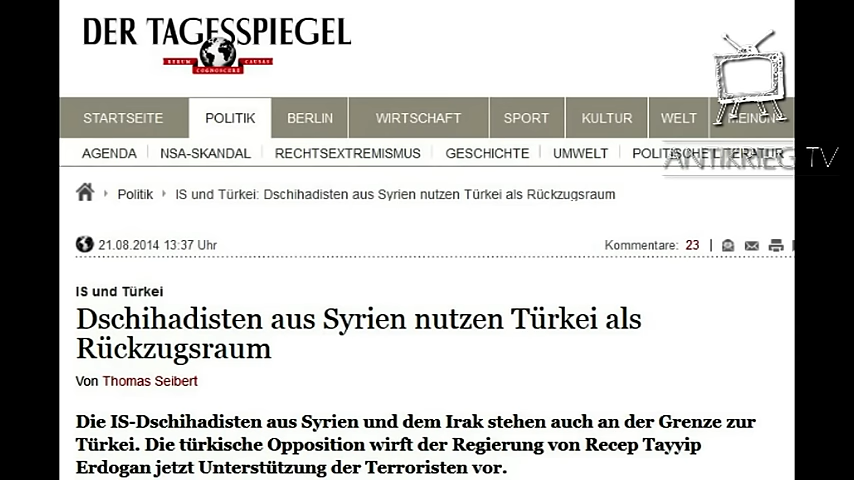 DER TAGESSPIEGEL
RERUM CAUSAS
COGNOSCERE
STARTSEITE POLITIK BERLIN WIRTSCHAFT SPORT KULTUR WELT MEINUN
AGENDA NSA-SKANDAL RECHTSEXTREMISMUS GESCHICHTE UMWELT POLITISCHE LITERATUR
ANTIKRIEG TV
Politik IS und Türkei: Dschihadisten aus Syrien nutzen Türkei als Rückzugsraum
21.08.2014 13:37 Uhr Kommentare: 23
IS und Türkei
Dschihadisten aus Syrien nutzen Türkei als
Rückzugsraum
Von Thomas Seibert
Die IS-Dschihadisten aus Syrien und dem Irak stehen auch an der Grenze zur
Türkei. Die türkische Opposition wirft der Regierung von Recep Tayyip
Erdogan jetzt Unterstützung der Terroristen vor.